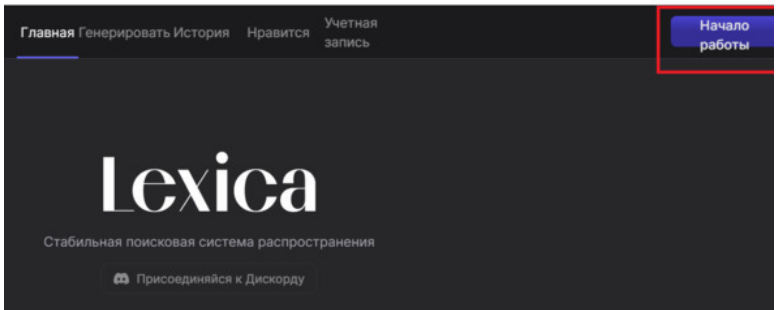 Главная Генерировать История Нравится Учетная запись
Начало работы
Lexica
Стабильная поисковая система распространения
Присоединяйся к Дискорду